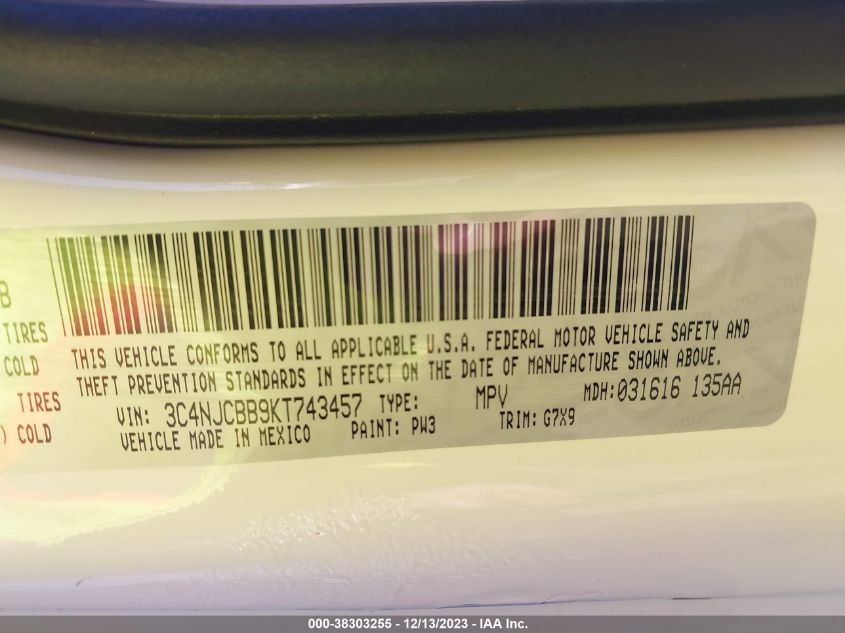 B
TIRES
COLD
TIRES
) COLD
THIS VEHICLE CONFORMS TO ALL APPLICABLE U.S.A. FEDERAL MOTOR VEHICLE SAFETY AND
THEFT PREVENTION STANDARDS IN EFFECT ON THE DATE OF MANUFACTURE SHOWN ABOVE.
VIN: 3C4NJCBB9KT743457 TYPE: MPV MDH:031616 135AA
VEHICLE MADE IN MEXICO PAINT: PW3 TRIM: G7X9
000-38303255 - 12/13/2023 - IAA Inc.